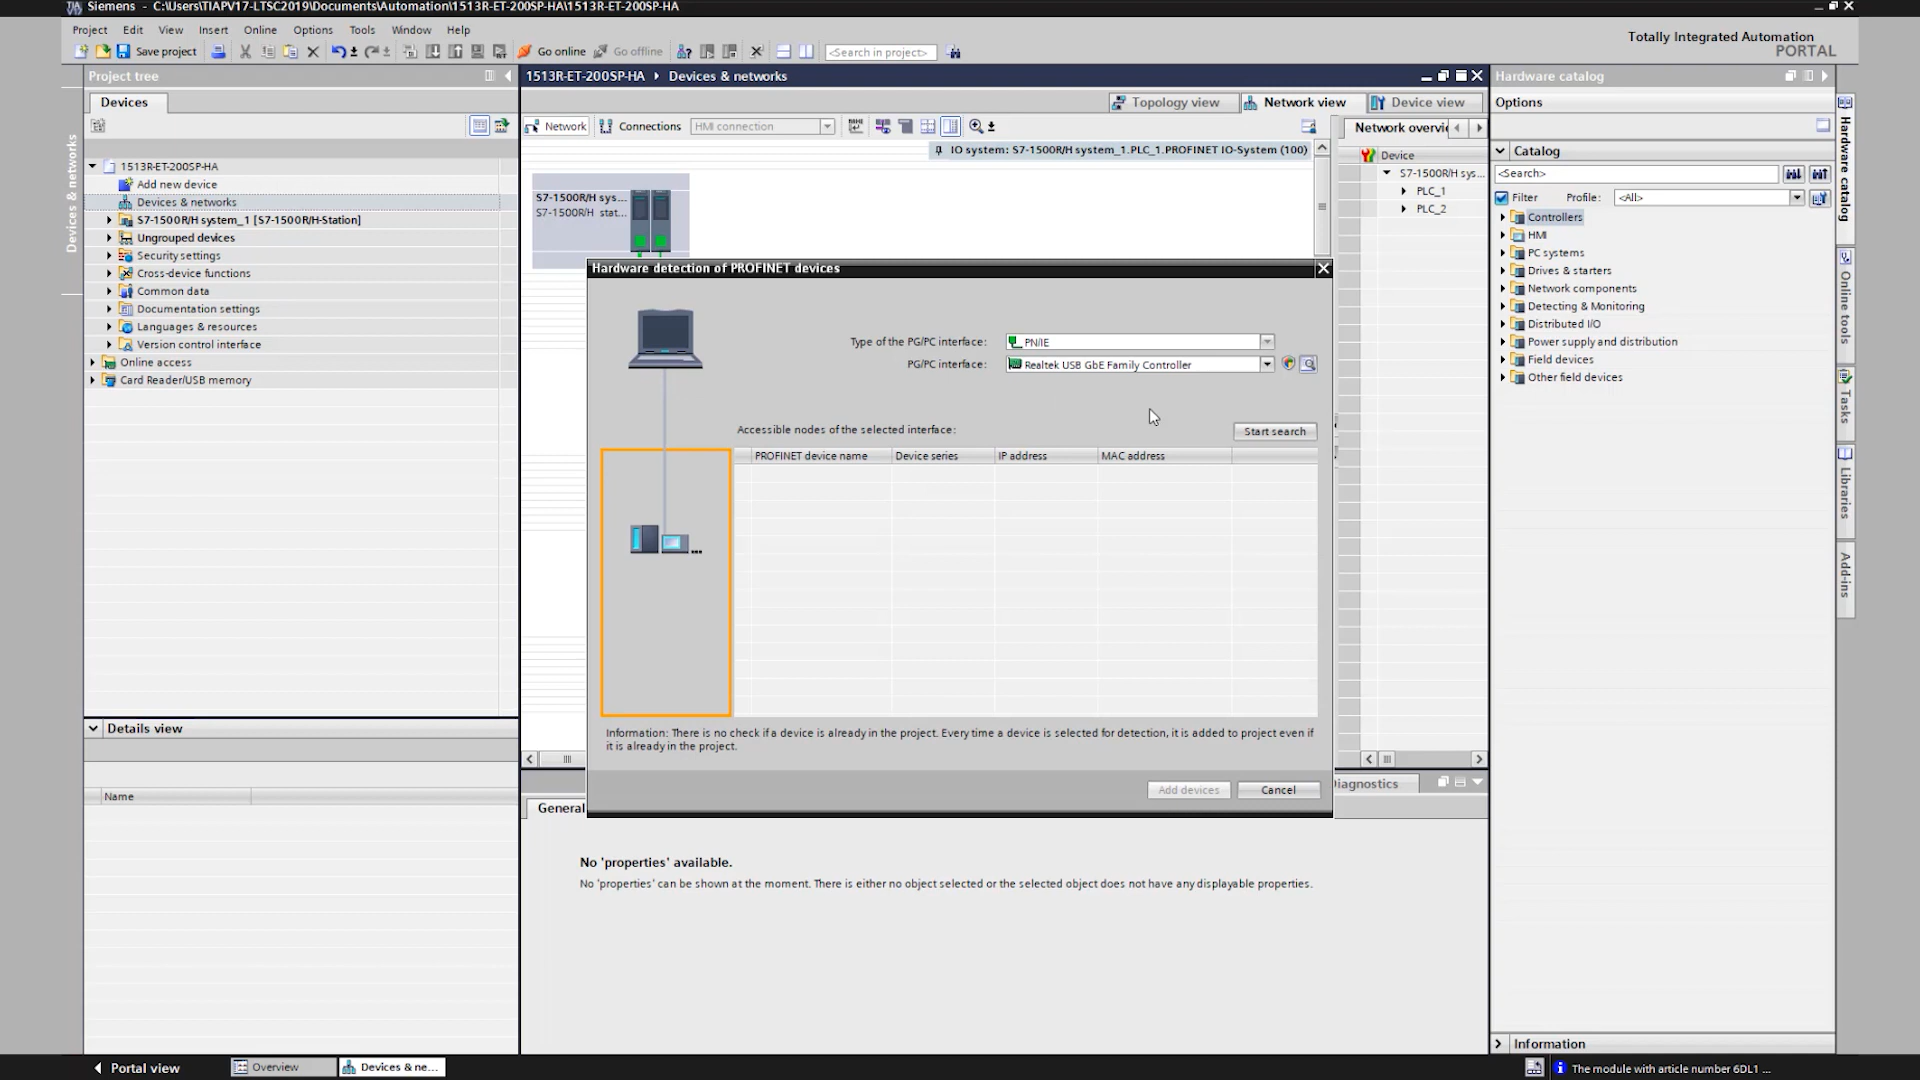 Siemens - C:\Users\TIAPV17-LTSC2019\Documents\Automation\1513R-ET-200SP-HA\1513R-ET-200SP-HA
Project Edit View Insert Online Options Tools Window Help
Totally Integrated Automation
PORTAL
Save project
Go online
Go offline
<Search in project>
Project tree
1513R-ET-200SP-HA
Devices & networks
Hardware catalog
Devices
Topology view
Network view
Device view
Options
Network
Connections
HMI connection
Network overvi
IO system: S7-1500R/H system_1.PLC_1.PROFINET IO-System (100)
Devices & networks
1513R-ET-200SP-HA
Add new device
Devices & networks
S7-1500R/H system_1 [S7-1500R/H-Station]
Ungrouped devices
Security settings
Cross-device functions
Common data
Documentation settings
Languages & resources
Version control interface
Online access
Card Reader/USB memory
S7-1500R/H sys...
S7-1500R/H stat...
Device
S7-1500R/H sys...
PLC_1
PLC_2
Catalog
<Search>
Filter
Profile:
<All>
Controllers
HMI
PC systems
Drives & starters
Network components
Detecting & Monitoring
Distributed I/O
Power supply and distribution
Field devices
Other field devices
Hardware catalog
Online tools
Tasks
Libraries
Add-ins
Hardware detection of PROFINET devices
Type of the PG/PC interface:
PN/IE
PG/PC interface:
Realtek USB GbE Family Controller
Accessible nodes of the selected interface:
Start search
PROFINET device name
Device series
IP address
MAC address
Information: There is no check if a device is already in the project. Every time a device is selected for detection, it is added to project even if
it is already in the project.
Add devices
Cancel
Details view
Name
General
Diagnostics
No 'properties' available.
No 'properties' can be shown at the moment. There is either no object selected or the selected object does not have any displayable properties.
Information
Portal view
Overview
Devices & ne...
The module with article number 6DL1 ...